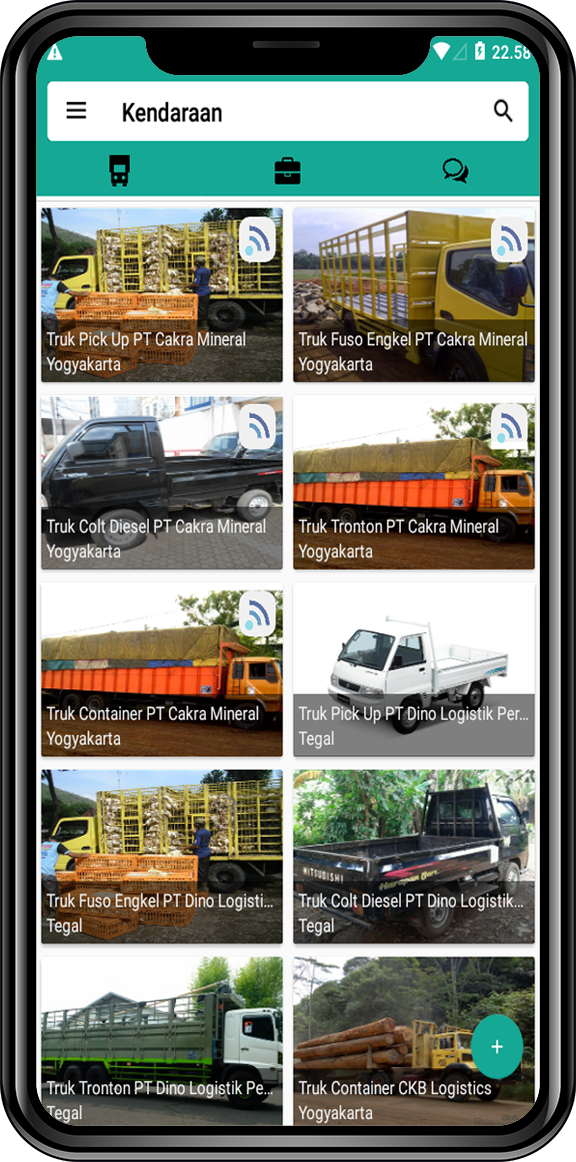 22.58
Kendaraan
Truk Pick Up PT Cakra Mineral
Yogyakarta
Truk Fuso Engkel PT Cakra Mineral
Yogyakarta
Truk Colt Diesel PT Cakra Mineral
Yogyakarta
Truk Tronton PT Cakra Mineral
Yogyakarta
Truk Container PT Cakra Mineral
Yogyakarta
Truk Pick Up PT Dino Logistik Per...
Tegal
Truk Fuso Engkel PT Dino Logisti...
Tegal
MITSUBISHI
Truk Colt Diesel PT Dino Logistik...
Tegal
Truk Tronton PT Dino Logistik Pe...
Tegal
+
Truk Container CKB Logistics
Yogyakarta